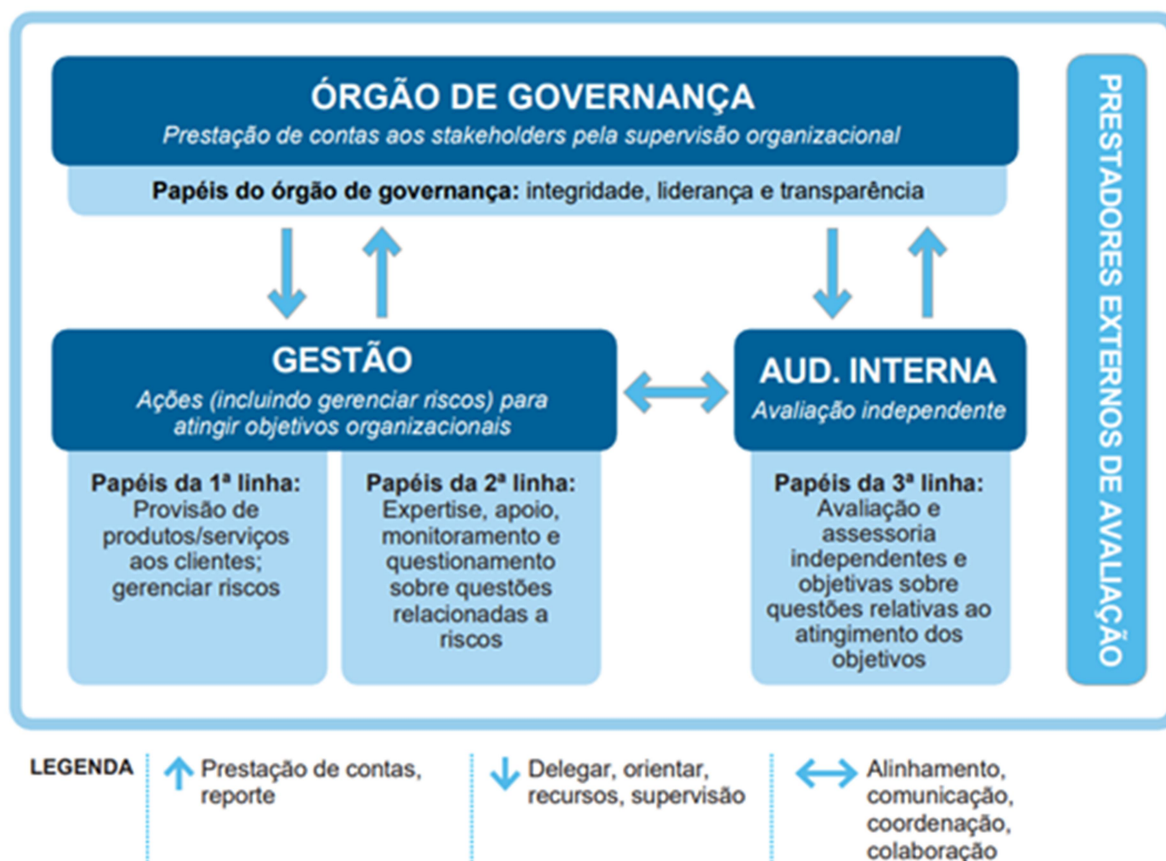 ÓRGÃO DE GOVERNANÇA
Prestação de contas aos stakeholders pela supervisão organizacional
Papéis do órgão de governança: integridade, liderança e transparência
GESTÃO
Ações (incluindo gerenciar riscos) para
atingir objetivos organizacionais
Papéis da 1ª linha:
Provisão de
produtos/serviços
aos clientes;
gerenciar riscos
Papéis da 2ª linha:
Expertise, apoio,
monitoramento e
questionamento
sobre questões
relacionadas a
riscos
AUD. INTERNA
Avaliação independente
Papéis da 3ª linha:
Avaliação e
assessoria
independentes e
objetivas sobre
questões relativas ao
atingimento dos
objetivos
PRESTADORES EXTERNOS DE AVALIAÇÃO
LEGENDA
Prestação de contas,
reporte
Delegar, orientar,
recursos, supervisão
Alinhamento,
comunicação,
coordenação,
colaboração